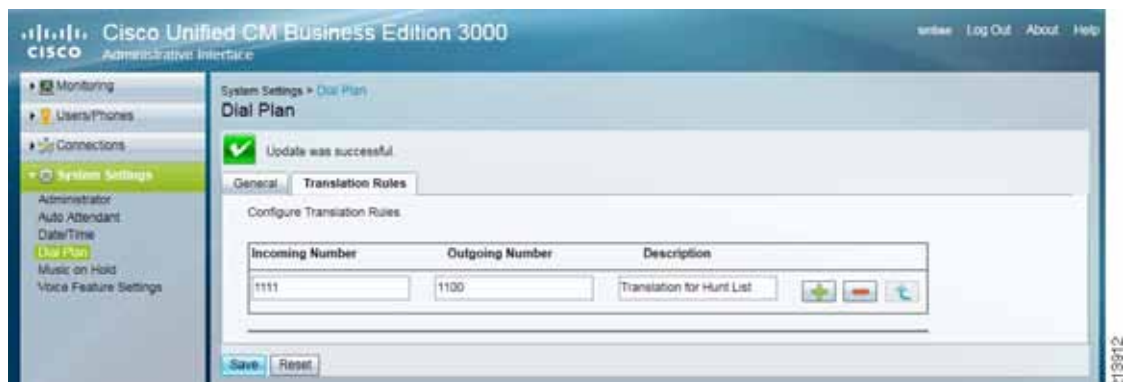 CISCO Cisco Unified CM Business Edition 3000
Administrative Interface
Log Out About Help
Monitoring
Users/Phones
Connections
System Settings
Administrator
Auto Attendant
Date/Time
Dial Plan
Music on Hold
Voice Feature Settings
System Settings > Dial Plan
Dial Plan
Update was successful.
General Translation Rules
Configure Translation Rules
Incoming Number Outgoing Number Description
1111 1100 Translation for Hunt List
Save Reset
213912